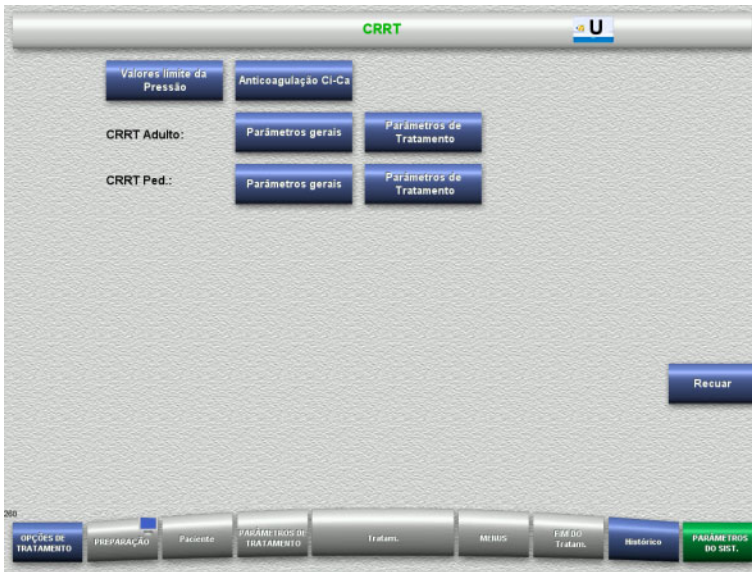 CRRT
U
Valores limite da
Pressão
Anticoagulação Ci-Ca
CRRT Adulto:
Parâmetros gerais
Parâmetros de
Tratamento
CRRT Ped.:
Parâmetros gerais
Parâmetros de
Tratamento
Recuar
260
OPÇÕES DE
TRATAMENTO
PREPARAÇÃO
Paciente
PARÂMETROS DE
TRATAMENTO
Tratam.
MENUS
FIM DO
Tratam.
Histórico
PARÂMETROS
DO SIST.